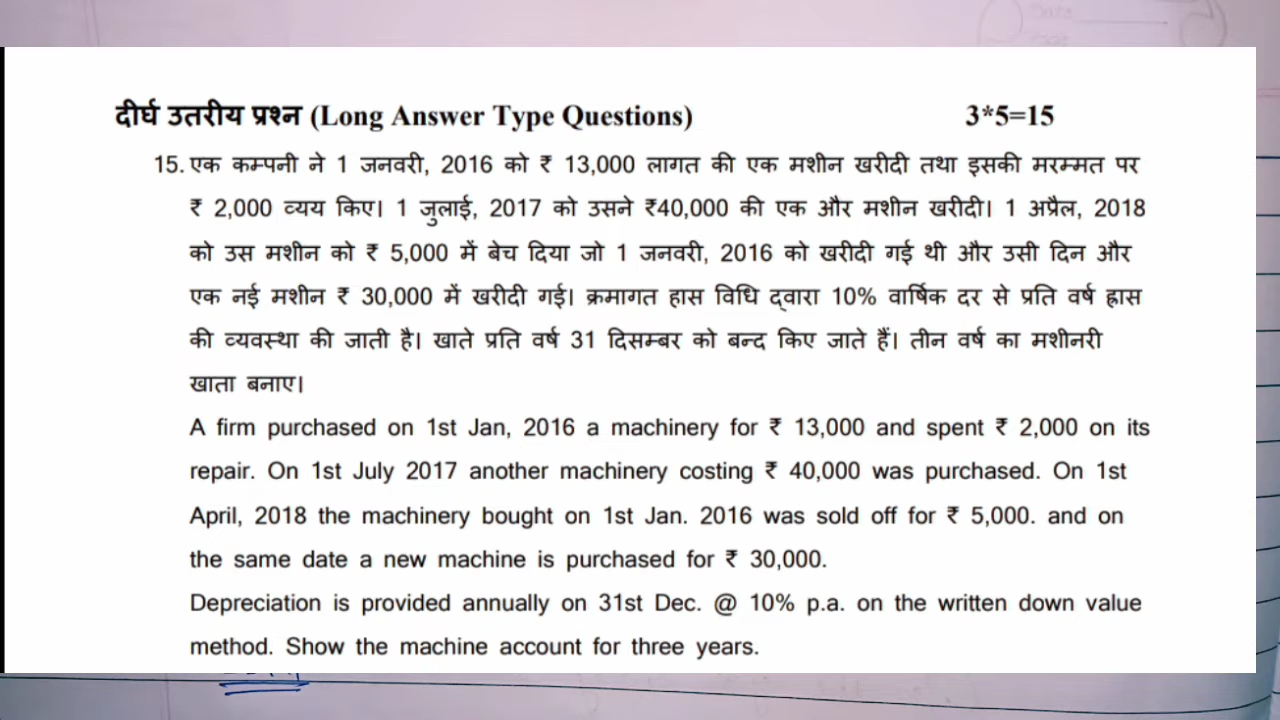 दीर्घ उतरीय प्रश्न (Long Answer Type Questions) 3*5=15
15. एक कम्पनी ने 1 जनवरी, 2016 को ₹ 13,000 लागत की एक मशीन खरीदी तथा इसकी मरम्मत पर
₹ 2,000 व्यय किए। 1 जुलाई, 2017 को उसने ₹40,000 की एक और मशीन खरीदी। 1 अप्रैल, 2018
को उस मशीन को ₹ 5,000 में बेच दिया जो 1 जनवरी, 2016 को खरीदी गई थी और उसी दिन और
एक नई मशीन ₹ 30,000 में खरीदी गई। क्रमागत हास विधि द्वारा 10% वार्षिक दर से प्रति वर्ष ह्रास
की व्यवस्था की जाती है। खाते प्रति वर्ष 31 दिसम्बर को बन्द किए जाते हैं। तीन वर्ष का मशीनरी
खाता बनाए।
A firm purchased on 1st Jan, 2016 a machinery for ₹ 13,000 and spent ₹ 2,000 on its
repair. On 1st July 2017 another machinery costing ₹ 40,000 was purchased. On 1st
April, 2018 the machinery bought on 1st Jan. 2016 was sold off for ₹ 5,000. and on
the same date a new machine is purchased for ₹ 30,000.
Depreciation is provided annually on 31st Dec. @ 10% p.a. on the written down value
method. Show the machine account for three years.